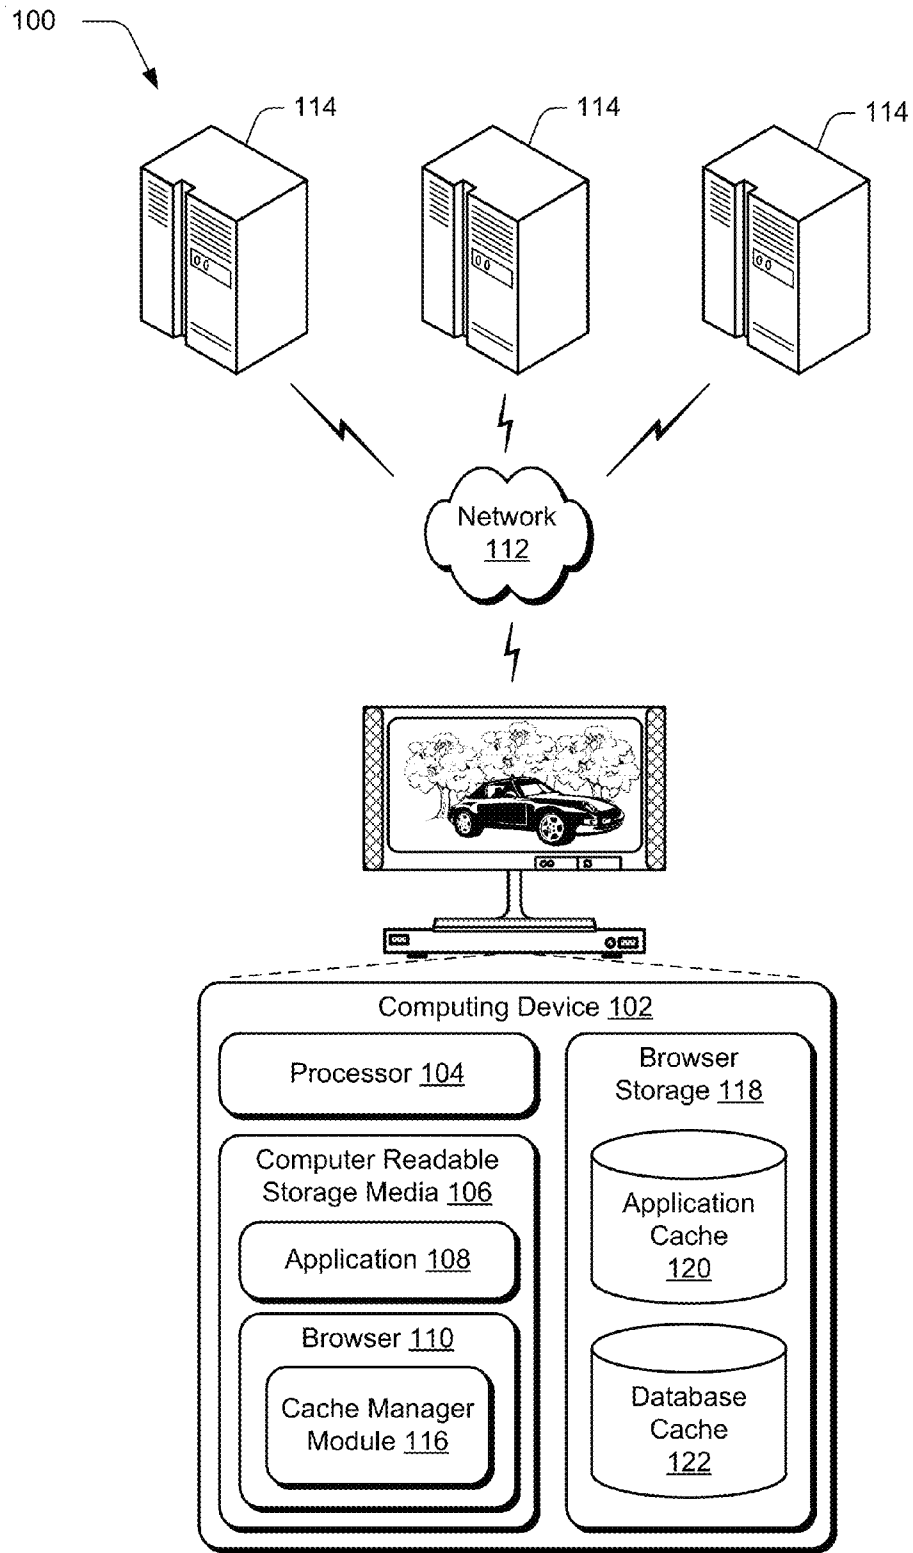 100
114
114
114
Network
112
Computing Device 102
Processor 104
Computer Readable
Storage Media 106
Application 108
Browser 110
Cache Manager
Module 116
Browser
Storage 118
Application
Cache
120
Database
Cache
122